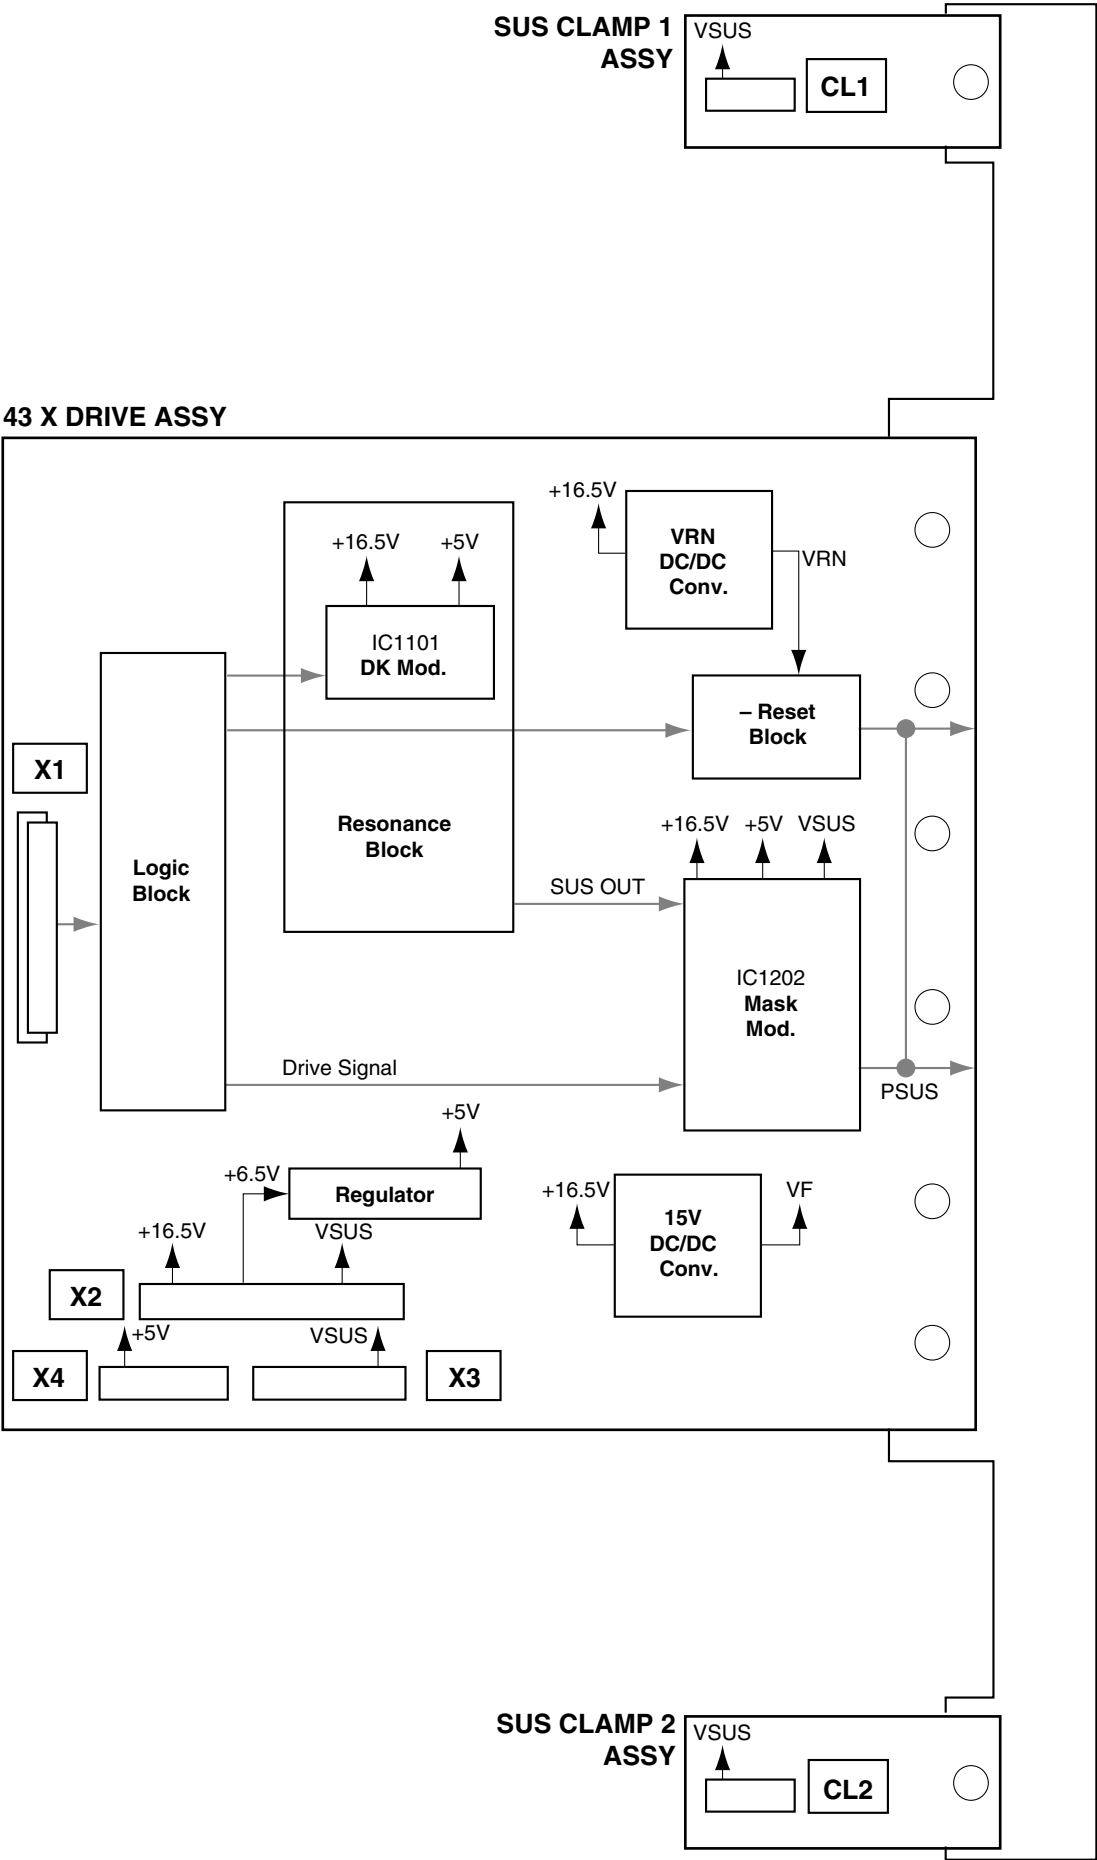 SUS CLAMP 1
ASSY
VSUS
CL1
43 X DRIVE ASSY
+16.5V
VRN
DC/DC
Conv.
VRN
+16.5V
+5V
IC1101
DK Mod.
– Reset
Block
X1
Resonance
Block
Logic
Block
+16.5V
+5V
VSUS
SUS OUT
IC1202
Mask
Mod.
Drive Signal
PSUS
+5V
+6.5V
Regulator
+16.5V
VSUS
+16.5V
15V
DC/DC
Conv.
VF
X2
+5V
VSUS
X4
X3
SUS CLAMP 2
ASSY
VSUS
CL2